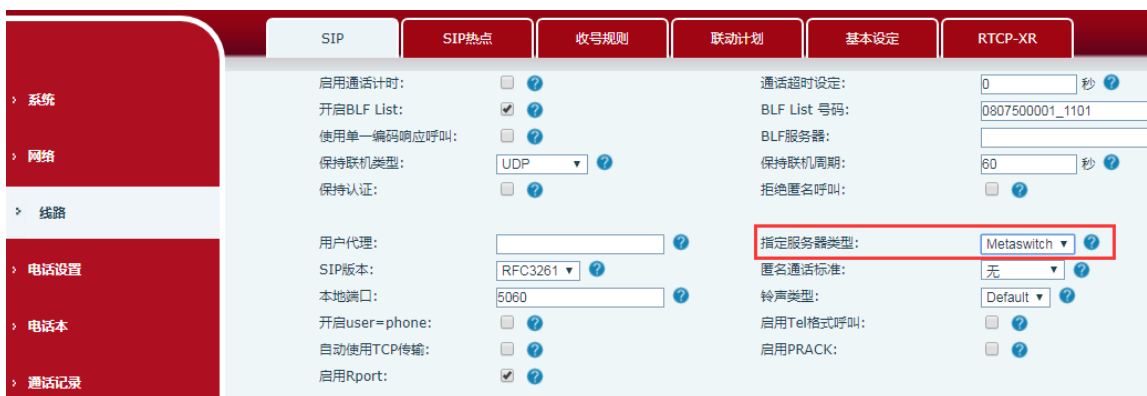 SIP SIP热点 收号规则 联动计划 基本设定 RTCP-XR
系统
网络
线路
电话设置
电话本
通话记录
启用通话计时: 通话超时设定: 0 秒
开启BLF List: BLF List 号码: 0807500001_1101
使用单一编码响应呼叫: BLF服务器:
保持联机类型: UDP 保持联机周期: 60 秒
保持认证: 拒绝匿名呼叫:
用户代理: 指定服务器类型: Metaswitch
SIP版本: RFC3261 匿名通话标准: 无
本地端口: 5060 铃声类型: Default
开启user=phone: 启用Tel格式呼叫:
自动使用TCP传输: 启用PRACK:
启用Rport: